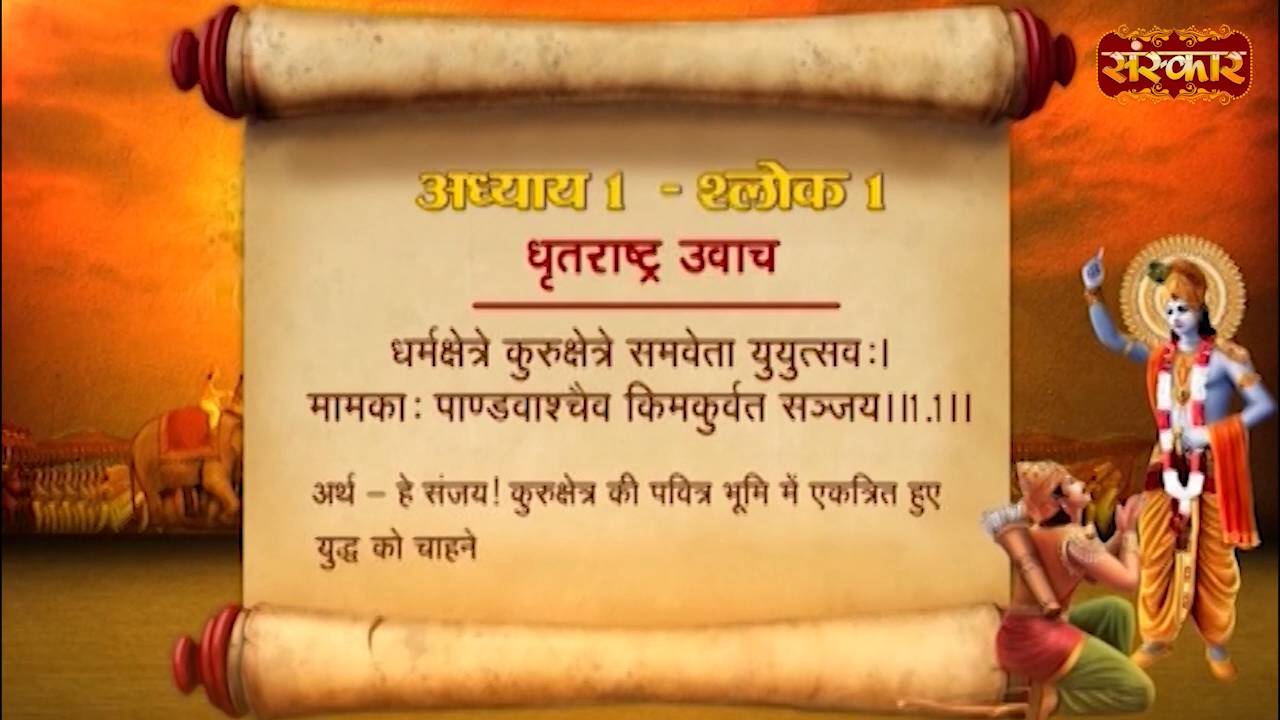 संस्कार
अध्याय 1 - श्लोक 1
धृतराष्ट्र उवाच
धर्मक्षेत्रे कुरुक्षेत्रे समवेता युयुत्सवः।
मामकाः पाण्डवाश्चैव किमकुर्वत सञ्जय।।1.1।।
अर्थ – हे संजय! कुरुक्षेत्र की पवित्र भूमि में एकत्रित हुए
युद्ध को चाहने